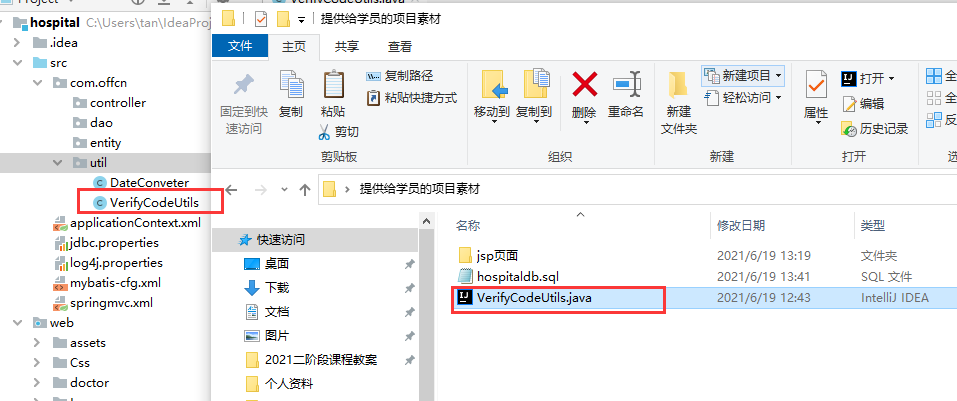 Project
hospital C:\Users\tan\IdeaProj
.idea
src
com.offcn
controller
dao
entity
util
DateConveter
VerifyCodeUtils
applicationContext.xml
jdbc.properties
log4j.properties
mybatis-cfg.xml
springmvc.xml
web
assets
Css
doctor
VerifyCodeUtils.java
提供给学员的项目素材
文件 主页 共享 查看
固定到快
速访问
复制
粘贴
复制路径
粘贴快捷方式
剪切
剪贴板
移动到
复制到
删除
重命名
组织
新建
文件夹
新建项目
轻松访问
新建
属性
打开
编辑
历史记录
打开
全
全
反
提供给学员的项目素材
快速访问
桌面
下载
文档
图片
2021二阶段课程教案
个人资料
名称 修改日期 类型
jsp页面 2021/6/19 13:19 文件夹
hospitaldb.sql 2021/6/19 13:41 SQL 文件
VerifyCodeUtils.java 2021/6/19 12:43 IntelliJ IDEA